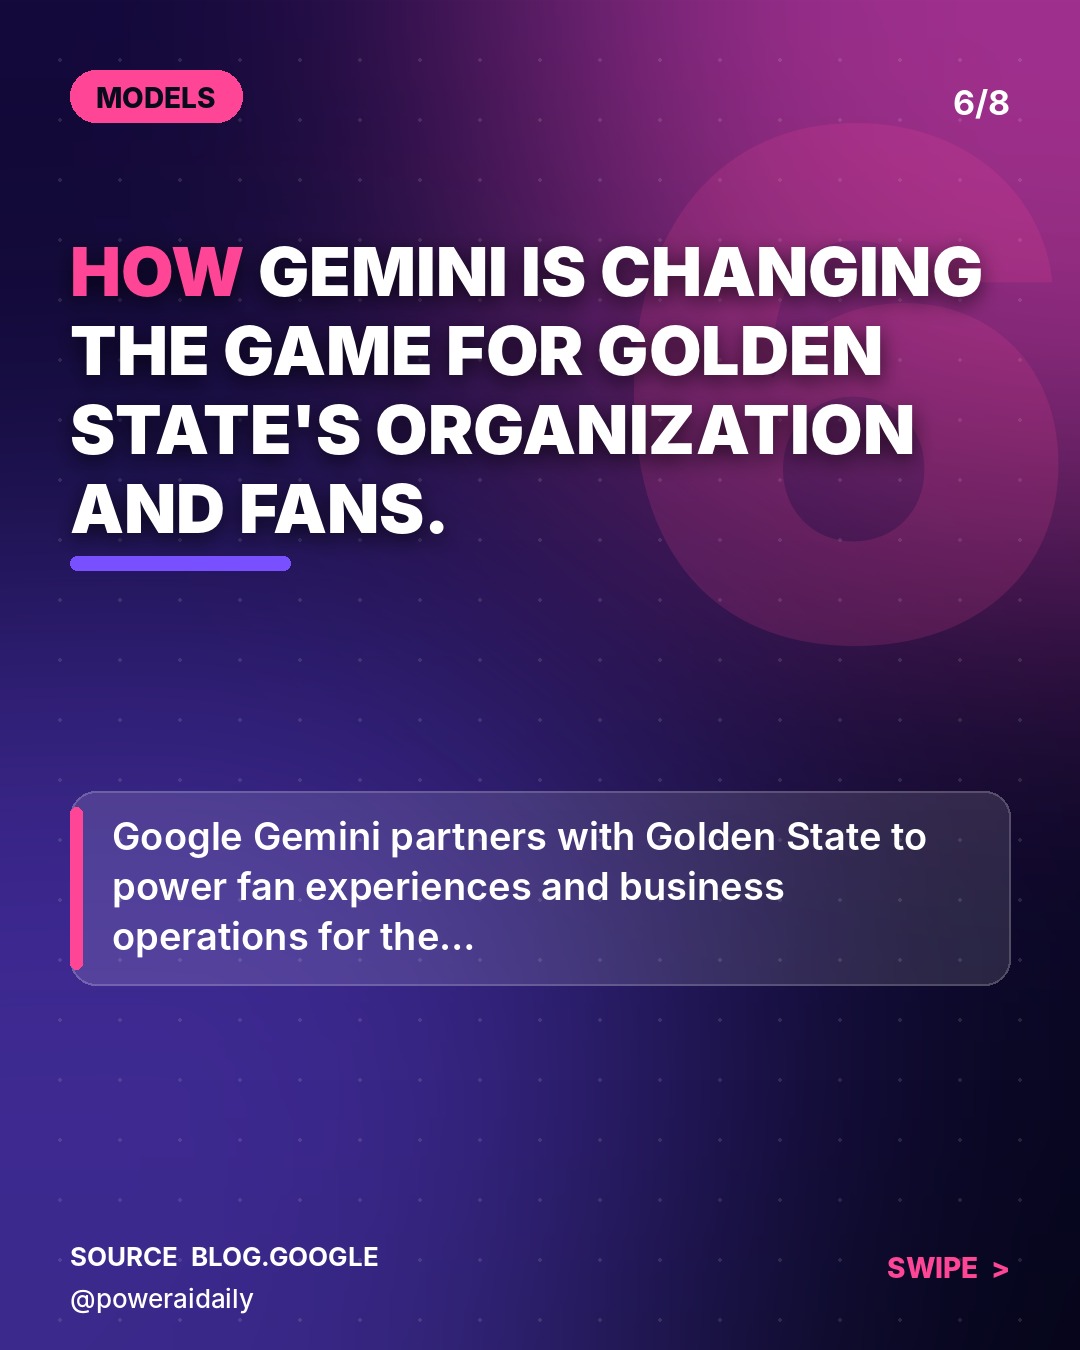 MODELS
6/8
6
HOW GEMINI IS CHANGING
THE GAME FOR GOLDEN
STATE'S ORGANIZATION
AND FANS.
Google Gemini partners with Golden State to
power fan experiences and business
operations for the...
SOURCE BLOG.GOOGLE
@poweraidaily
SWIPE >